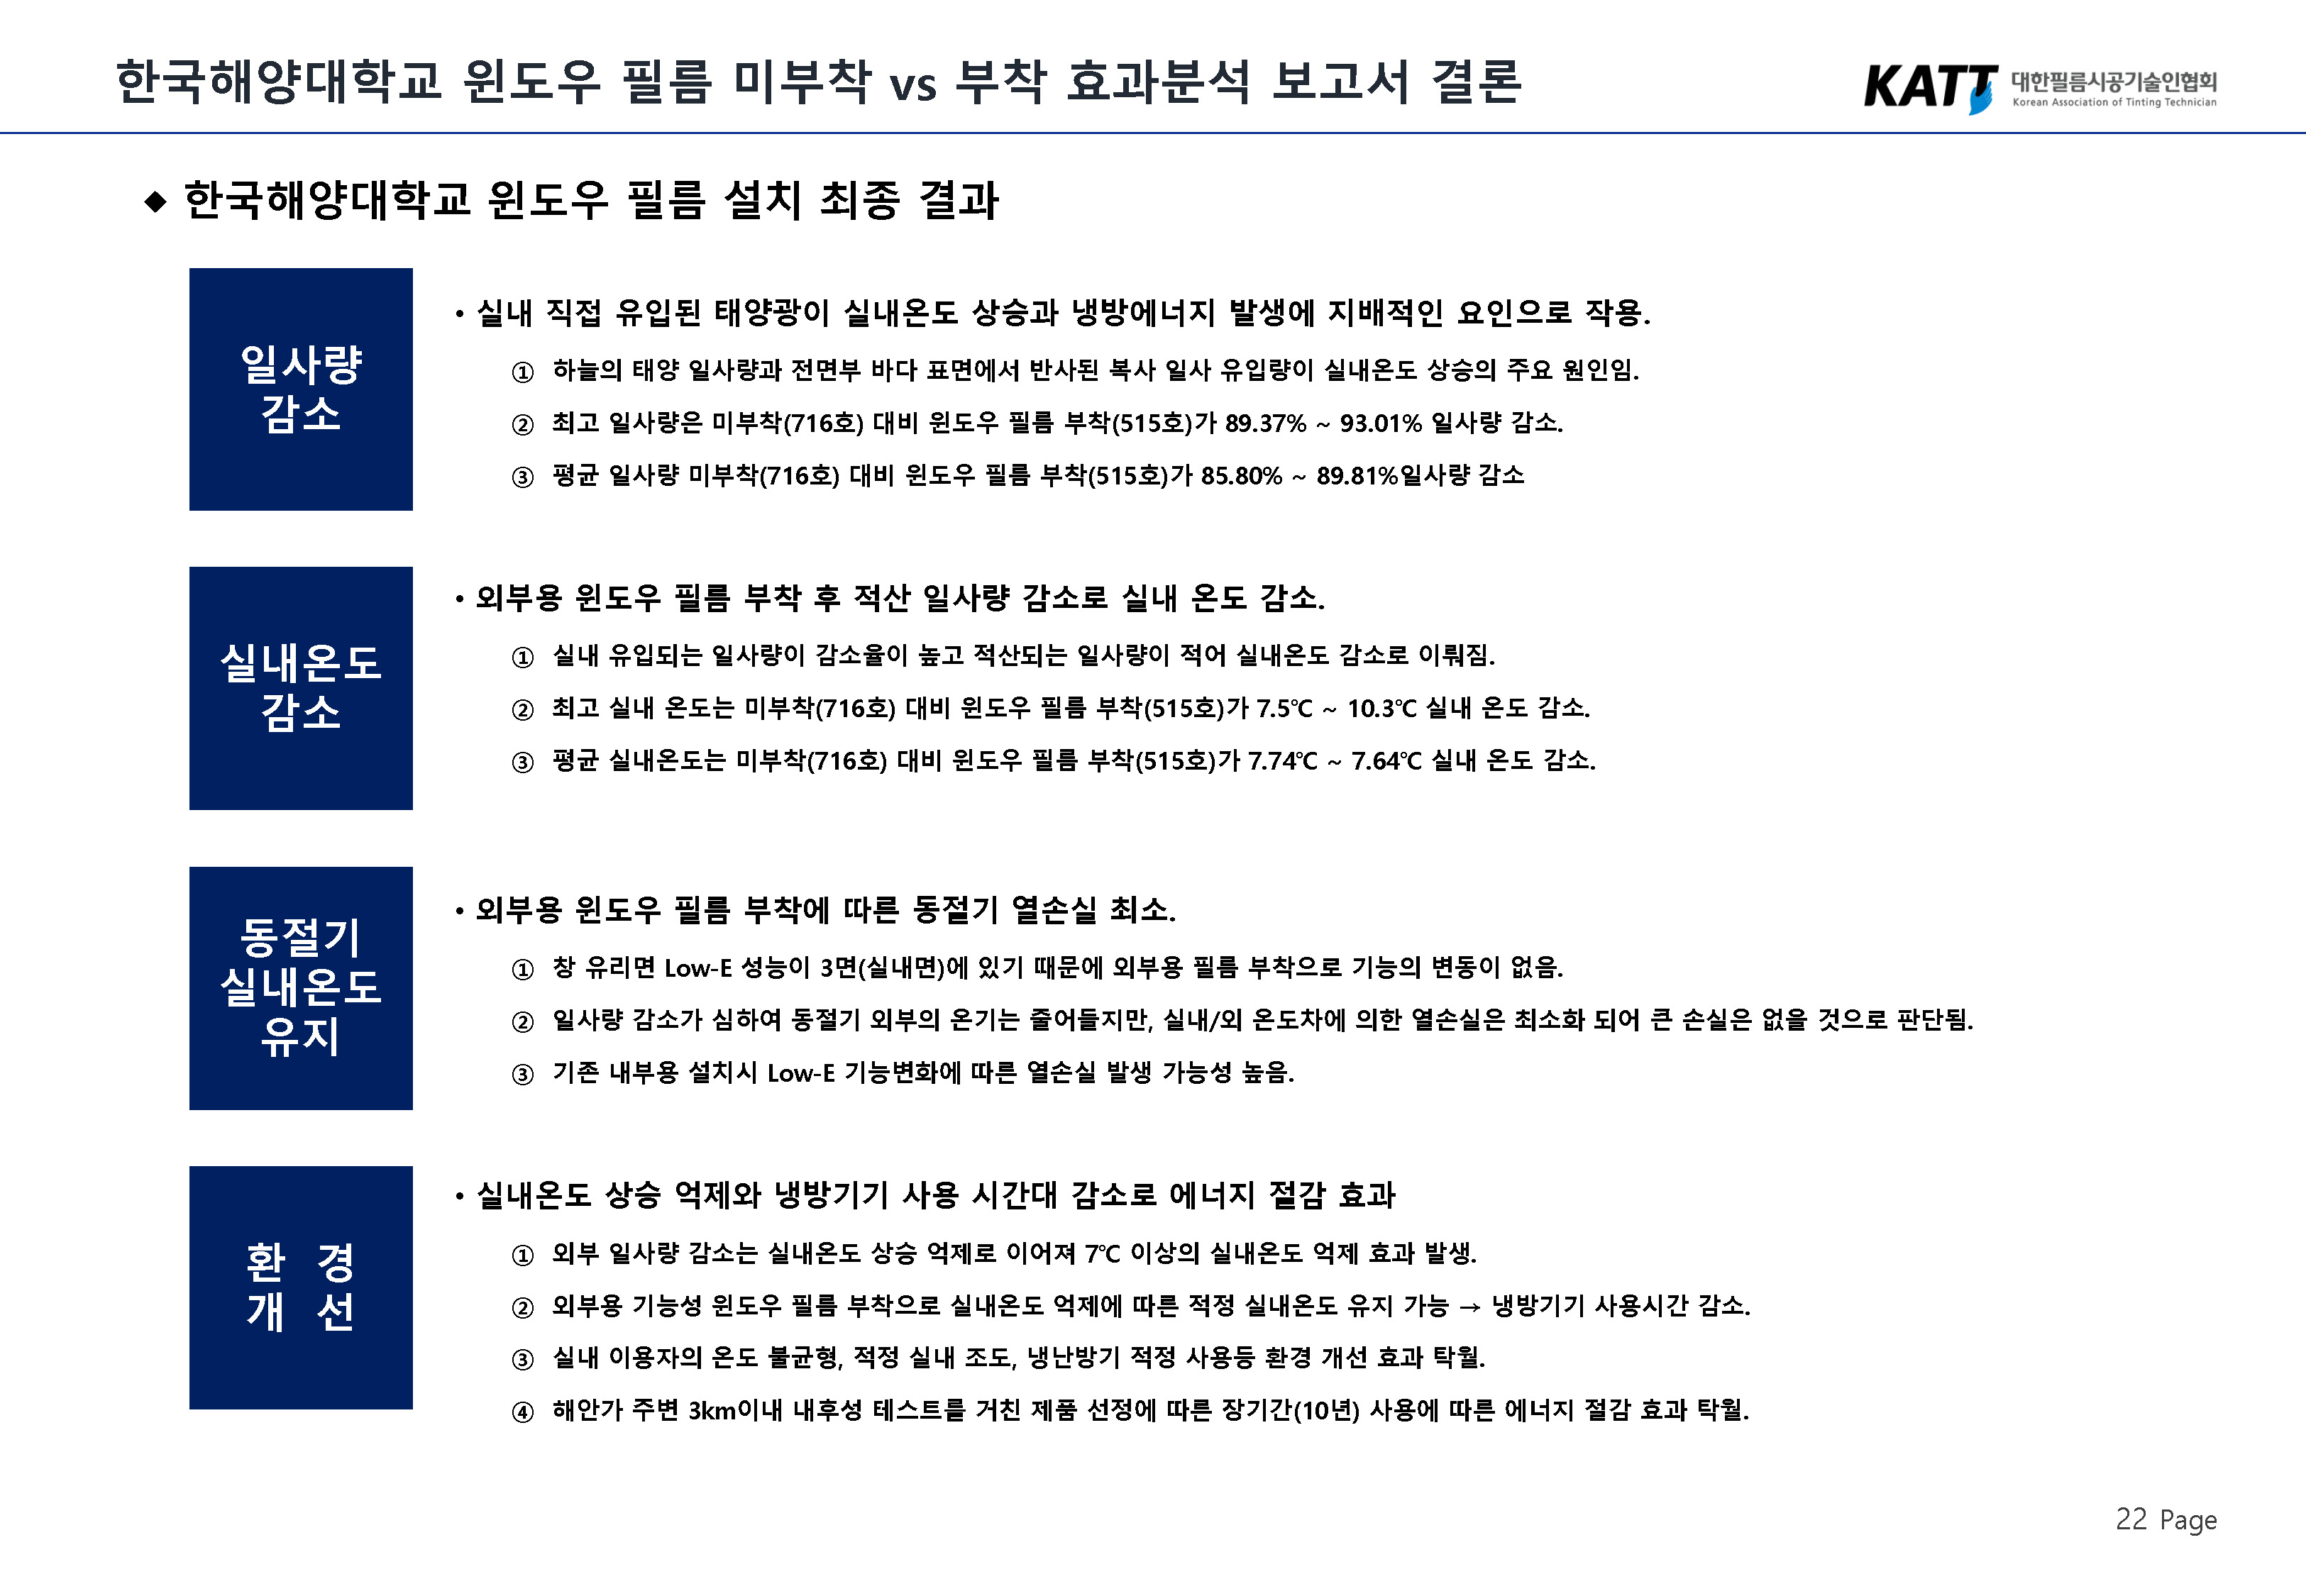 한국해양대학교 윈도우 필름 미부착 vs 부착 효과분석 보고서 결론
KATT 대한필름시공기술인협회
Korean Association of Tinting Technician
◆ 한국해양대학교 윈도우 필름 설치 최종 결과
일사량
감소
• 실내 직접 유입된 태양광이 실내온도 상승과 냉방에너지 발생에 지배적인 요인으로 작용.
① 하늘의 태양 일사량과 전면부 바다 표면에서 반사된 복사 일사 유입량이 실내온도 상승의 주요 원인임.
② 최고 일사량은 미부착(716호) 대비 윈도우 필름 부착(515호)가 89.37% ~ 93.01% 일사량 감소.
③ 평균 일사량 미부착(716호) 대비 윈도우 필름 부착(515호)가 85.80% ~ 89.81%일사량 감소
실내온도
감소
• 외부용 윈도우 필름 부착 후 적산 일사량 감소로 실내 온도 감소.
① 실내 유입되는 일사량이 감소율이 높고 적산되는 일사량이 적어 실내온도 감소로 이뤄짐.
② 최고 실내 온도는 미부착(716호) 대비 윈도우 필름 부착(515호)가 7.5℃ ~ 10.3℃ 실내 온도 감소.
③ 평균 실내온도는 미부착(716호) 대비 윈도우 필름 부착(515호)가 7.74℃ ~ 7.64℃ 실내 온도 감소.
동절기
실내온도
유지
• 외부용 윈도우 필름 부착에 따른 동절기 열손실 최소.
① 창 유리면 Low-E 성능이 3면(실내면)에 있기 때문에 외부용 필름 부착으로 기능의 변동이 없음.
② 일사량 감소가 심하여 동절기 외부의 온기는 줄어들지만, 실내/외 온도차에 의한 열손실은 최소화 되어 큰 손실은 없을 것으로 판단됨.
③ 기존 내부용 설치시 Low-E 기능변화에 따른 열손실 발생 가능성 높음.
환 경
개 선
• 실내온도 상승 억제와 냉방기기 사용 시간대 감소로 에너지 절감 효과
① 외부 일사량 감소는 실내온도 상승 억제로 이어져 7℃ 이상의 실내온도 억제 효과 발생.
② 외부용 기능성 윈도우 필름 부착으로 실내온도 억제에 따른 적정 실내온도 유지 가능 → 냉방기기 사용시간 감소.
③ 실내 이용자의 온도 불균형, 적정 실내 조도, 냉난방기 적정 사용등 환경 개선 효과 탁월.
④ 해안가 주변 3km이내 내후성 테스트를 거친 제품 선정에 따른 장기간(10년) 사용에 따른 에너지 절감 효과 탁월.
22 Page